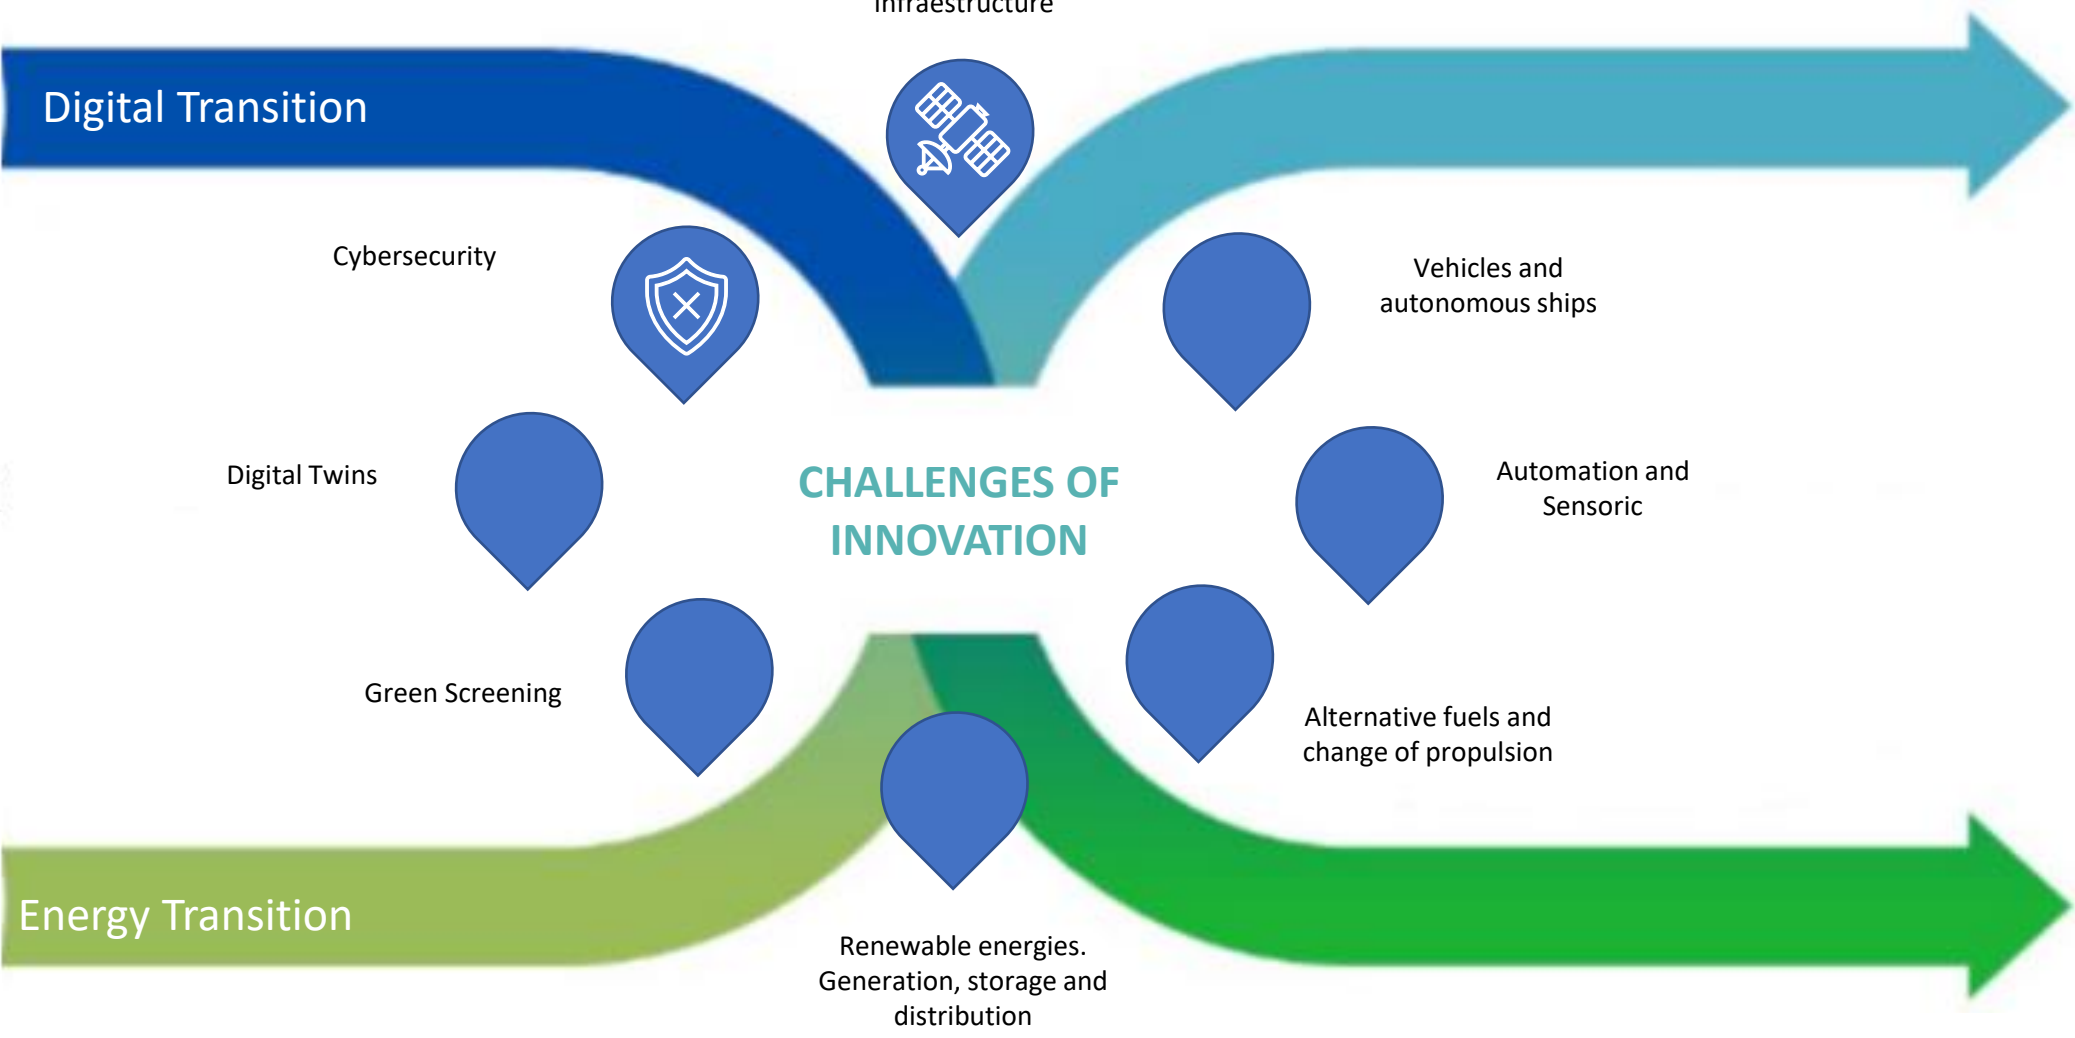 Infraestructure
Digital Transition
Cybersecurity
Vehicles and
autonomous ships
Digital Twins
CHALLENGES OF
INNOVATION
Automation and
Sensoric
Green Screening
Alternative fuels and
change of propulsion
Energy Transition
Renewable energies.
Generation, storage and
distribution